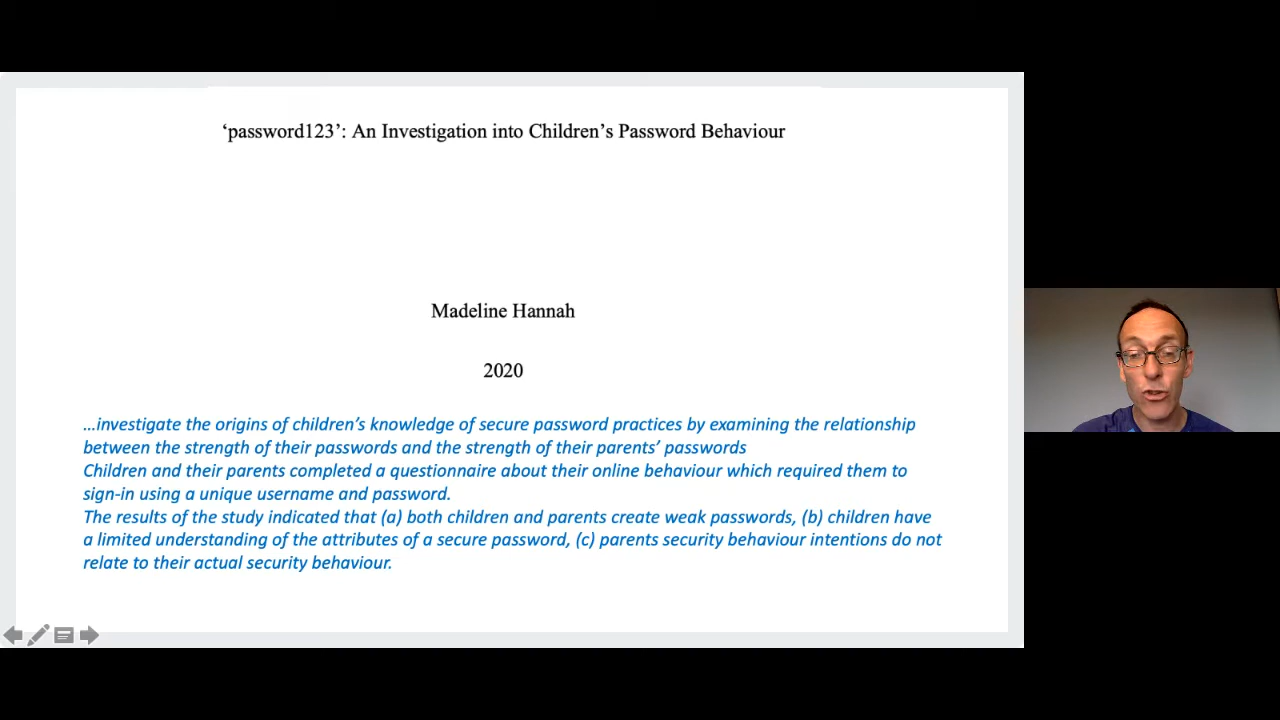 ‘password123’: An Investigation into Children’s Password Behaviour
Madeline Hannah
2020
...investigate the origins of children’s knowledge of secure password practices by examining the relationship
between the strength of their passwords and the strength of their parents’ passwords
Children and their parents completed a questionnaire about their online behaviour which required them to
sign-in using a unique username and password.
The results of the study indicated that (a) both children and parents create weak passwords, (b) children have
a limited understanding of the attributes of a secure password, (c) parents security behaviour intentions do not
relate to their actual security behaviour.